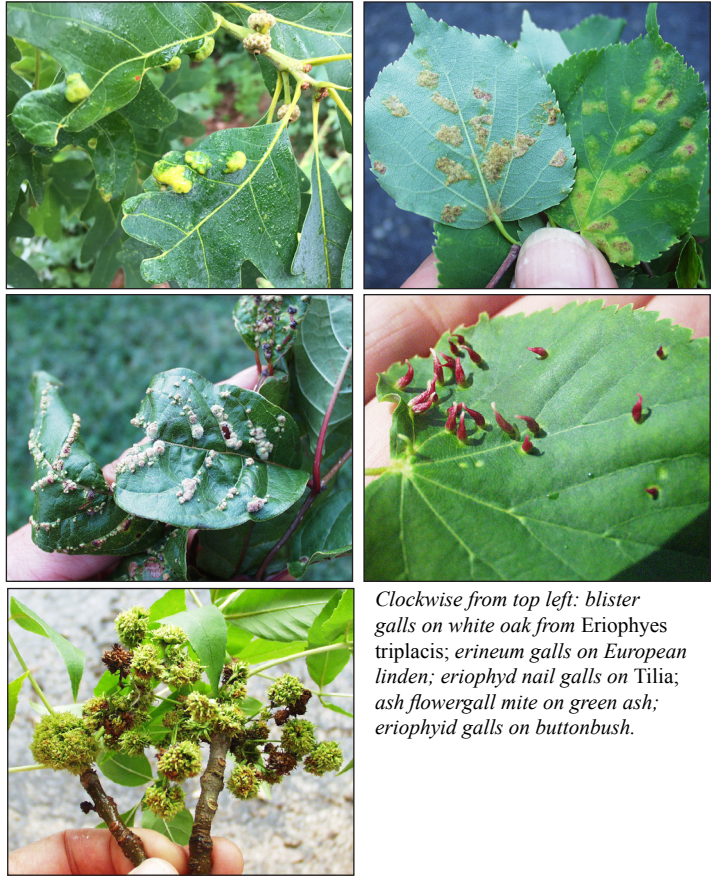 Clockwise from top left: blister
galls on white oak from Eriophyes
triplacis; erineum galls on European
linden; eriophyd nail galls on Tilia;
ash flowergall mite on green ash;
eriophyid galls on buttonbush.